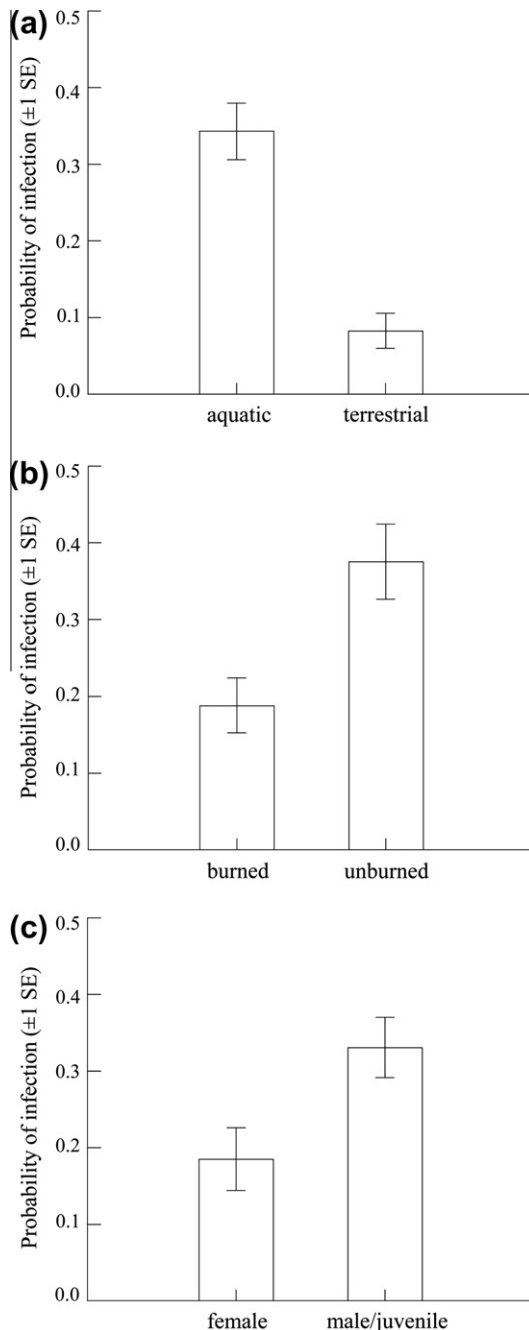 (a)
Probability of infection (±1 SE)
0.5
0.4
0.3
0.2
0.1
0.0
aquatic terrestrial
(b)
Probability of infection (±1 SE)
0.5
0.4
0.3
0.2
0.1
0.0
burned unburned
(c)
Probability of infection (±1 SE)
0.5
0.4
0.3
0.2
0.1
0.0
female male/juvenile